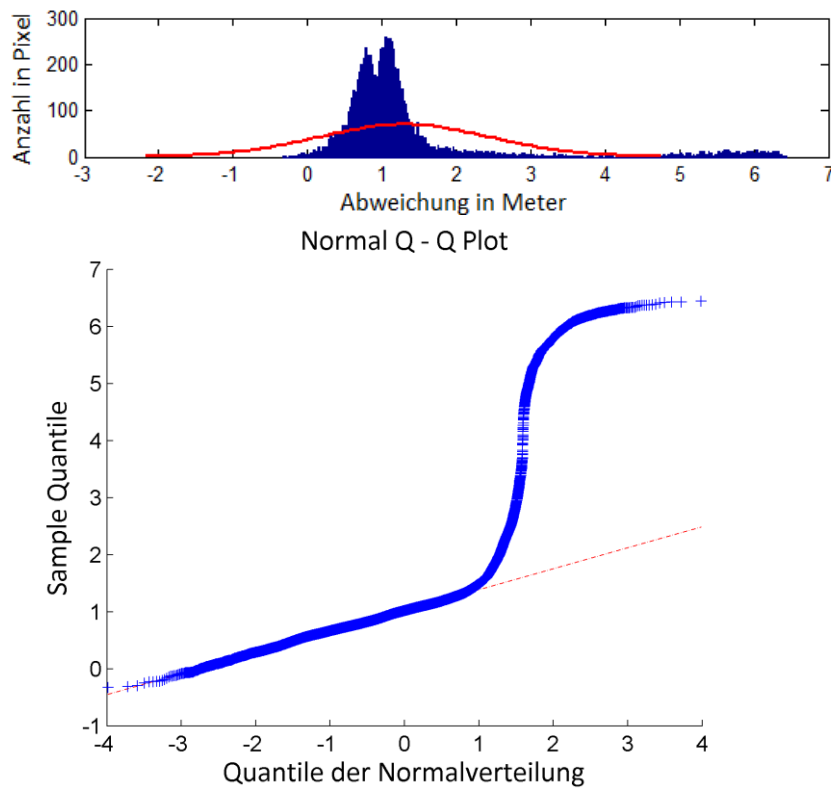 300
200
100
0
Anzahl in Pixel
-3 -2 -1 0 1 2 3 4 5 6 7
Abweichung in Meter
Normal Q - Q Plot
7
6
5
4
3
2
1
0
-1
Sample Quantile
-4 -3 -2 -1 0 1 2 3 4
Quantile der Normalverteilung